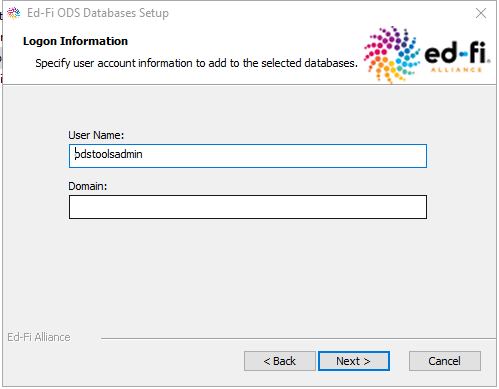 Ed-Fi ODS Databases Setup
Logon Information
Specify user account information to add to the selected databases.
ed-fi
ALLIANCE
User Name:
odstoolsadmin
Domain:
Ed-Fi Alliance
< Back
Next >
Cancel